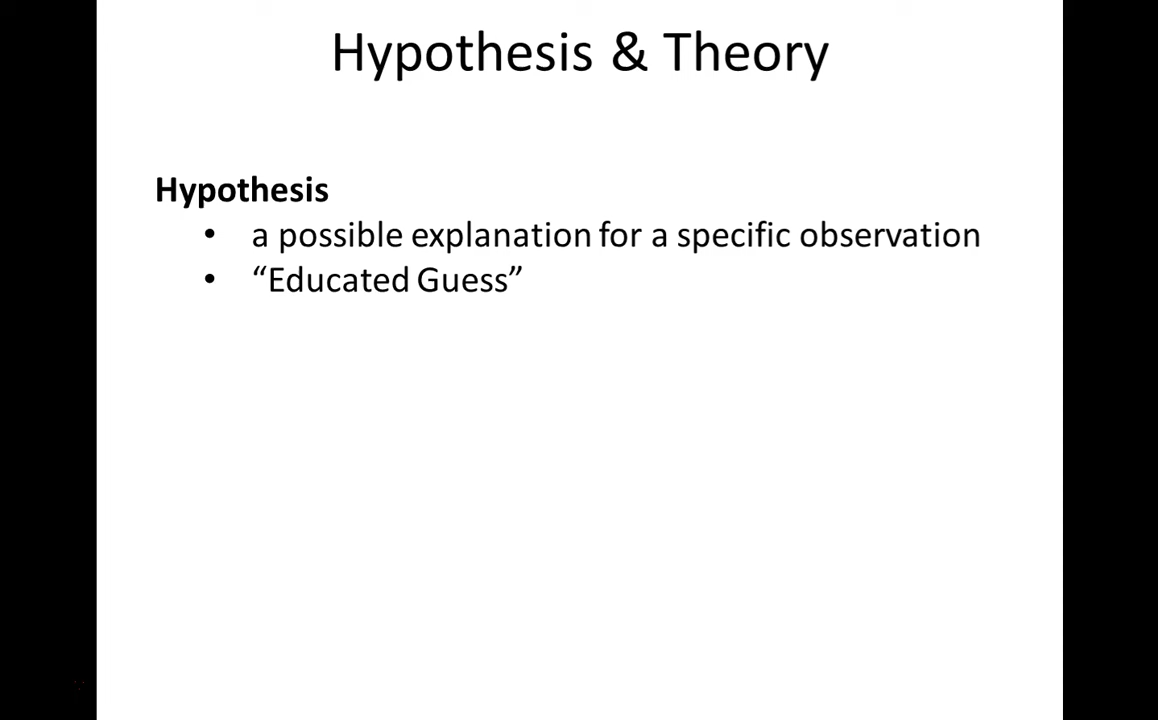 Hypothesis & Theory
Hypothesis
• a possible explanation for a specific observation
• “Educated Guess”